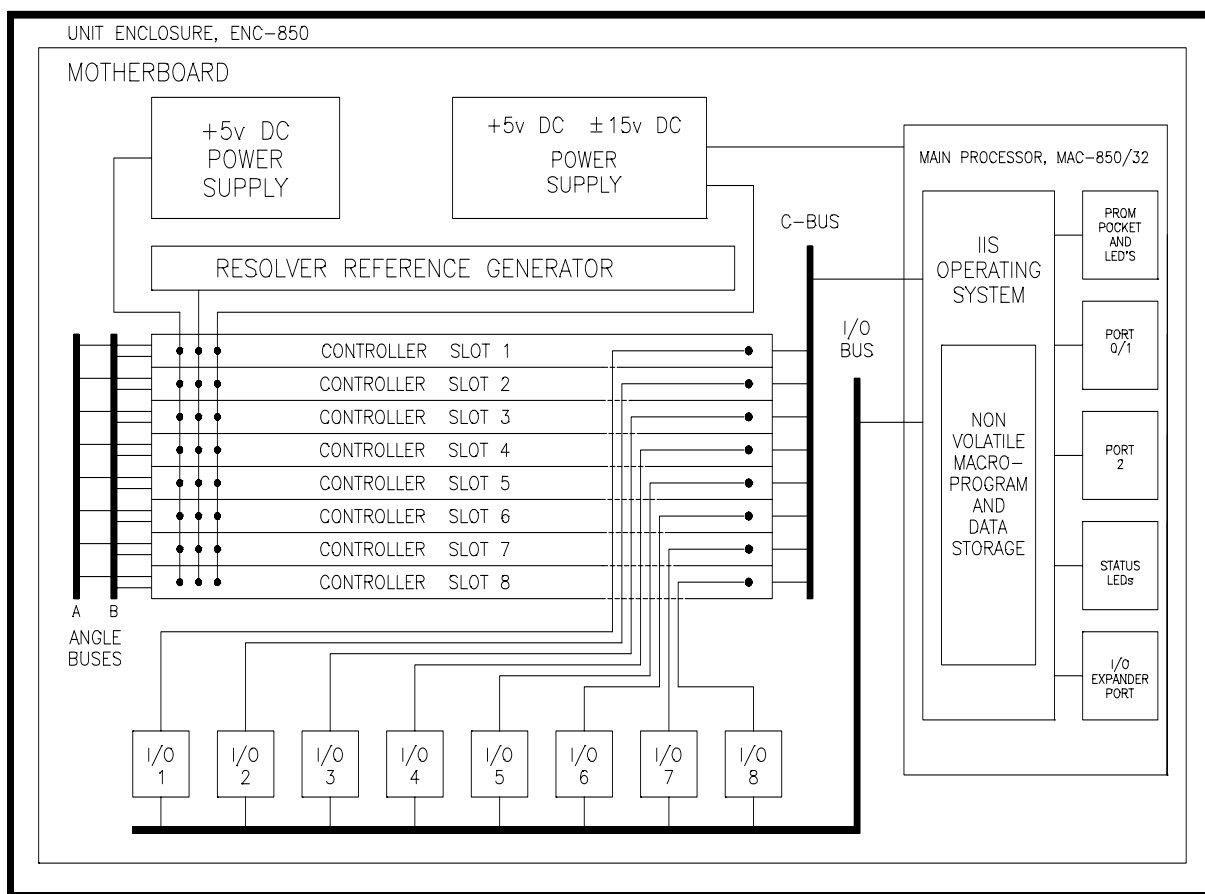 UNIT ENCLOSURE, ENC-850
MOTHERBOARD
+5v DC
POWER
SUPPLY
+5v DC ±15v DC
POWER
SUPPLY
MAIN PROCESSOR, MAC-850/32
C-BUS
RESOLVER REFERENCE GENERATOR
IIS
OPERATING
SYSTEM
PROM
POCKET
AND
LED'S
I/O
BUS
PORT
0/1
CONTROLLER SLOT 1
CONTROLLER SLOT 2
CONTROLLER SLOT 3
CONTROLLER SLOT 4
CONTROLLER SLOT 5
CONTROLLER SLOT 6
CONTROLLER SLOT 7
CONTROLLER SLOT 8
NON
VOLATILE
MACRO-
PROGRAM
AND
DATA
STORAGE
PORT
2
STATUS
LEDs
A B
ANGLE
BUSES
I/O
EXPANDER
PORT
I/O
1
I/O
2
I/O
3
I/O
4
I/O
5
I/O
6
I/O
7
I/O
8